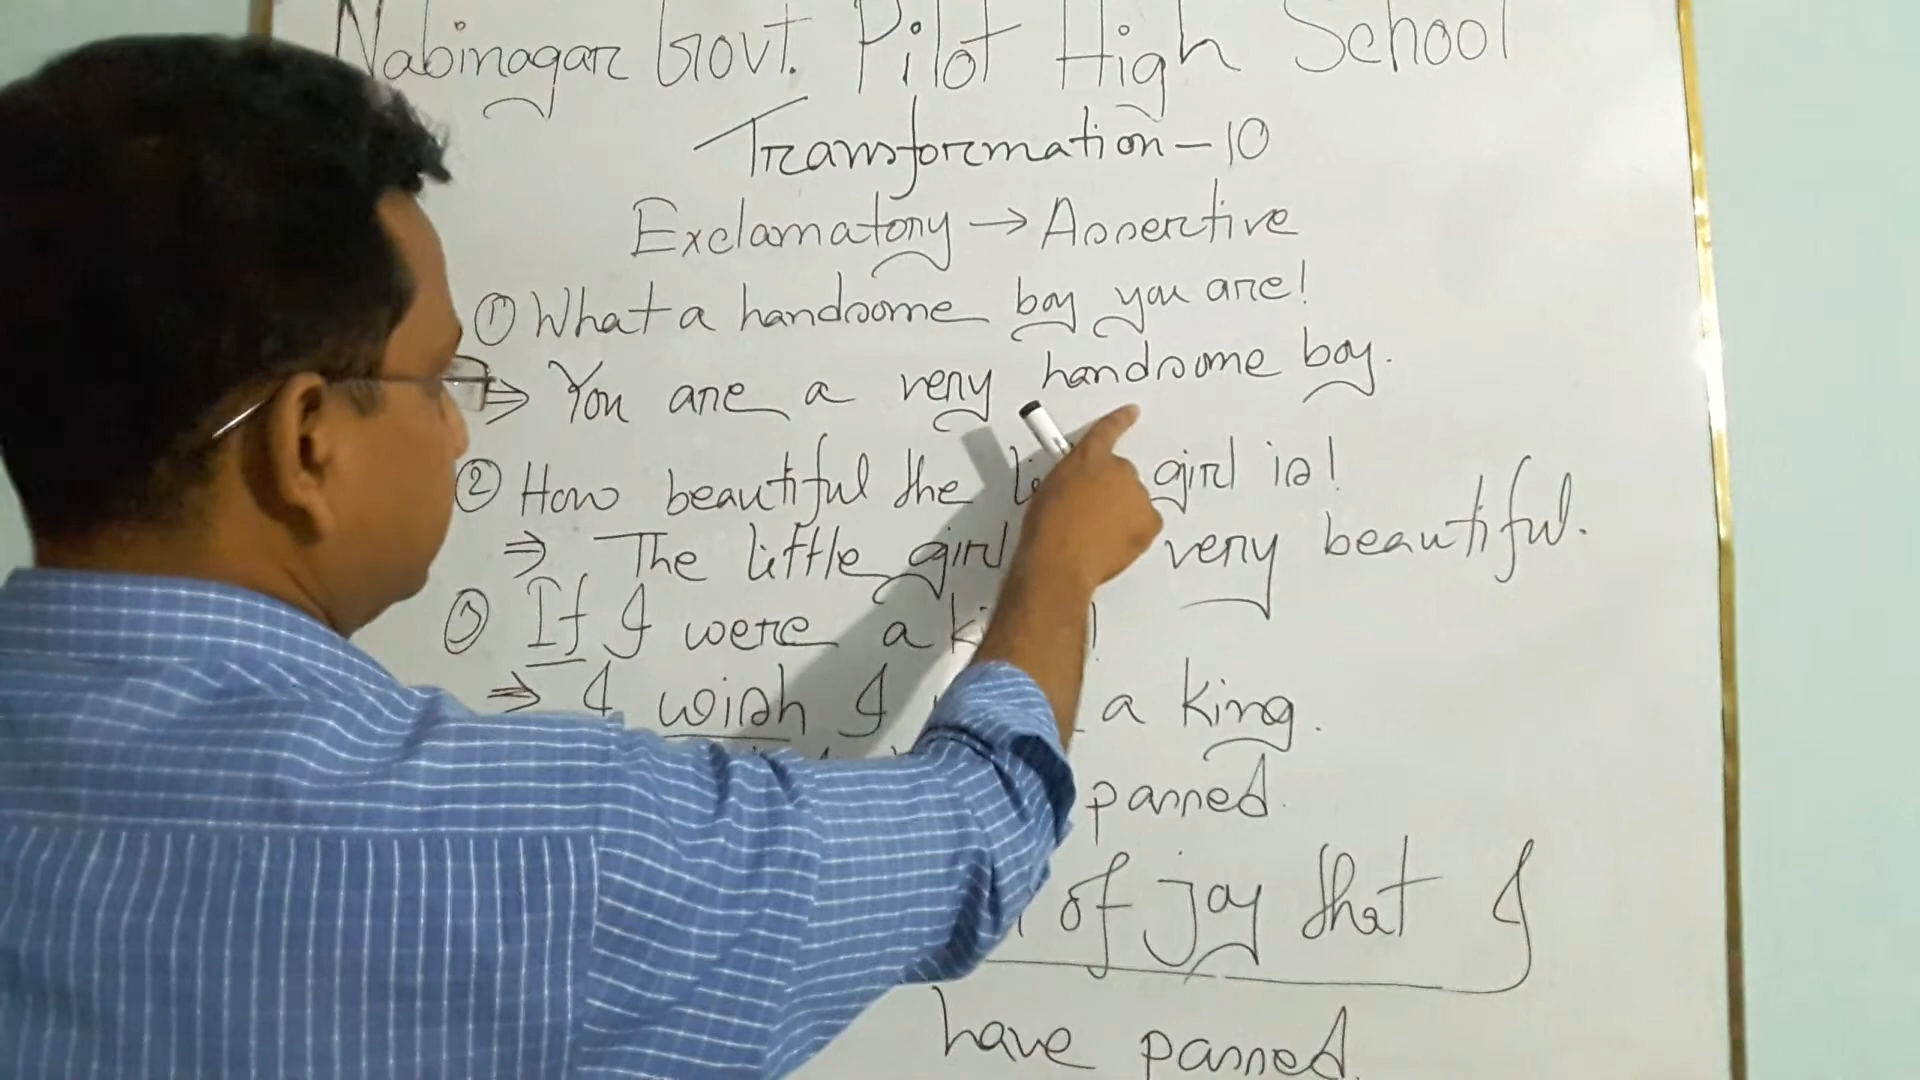 Nabinagar Govt. Pilot High School
Transformation - 10
Exclamatory → Assertive
① What a handsome boy you are!
⇒ You are a very handsome boy.
② How beautiful the girl is!
⇒ The little girl very beautiful.
③ If I were a !
⇒ I wish I a king.
passed.
of joy that I
have passed.